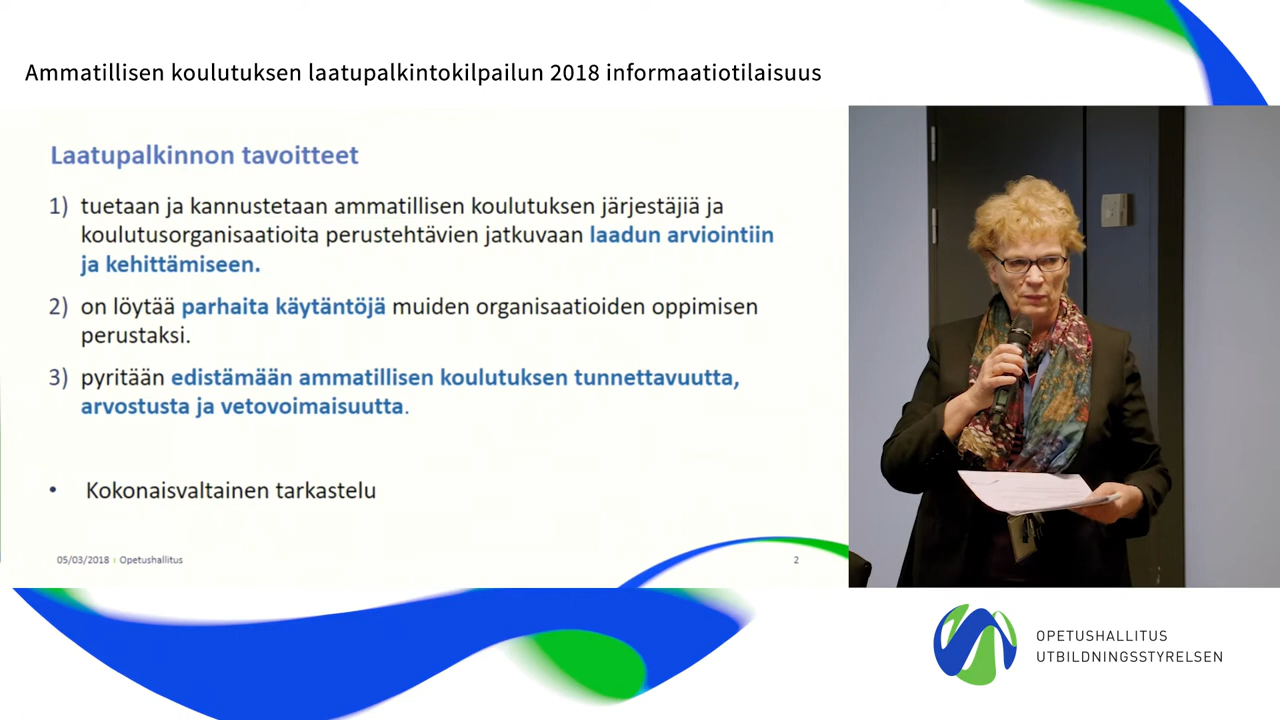 Ammatillisen koulutuksen laatupalkintokilpailun 2018 informaatiotilaisuus
Laatupalkinnon tavoitteet
1) tuetaan ja kannustetaan ammatillisen koulutuksen järjestäjiä ja
koulutusorganisaatioita perustehtävien jatkuvaan laadun arviointiin
ja kehittämiseen.
2) on löytää parhaita käytäntöjä muiden organisaatioiden oppimisen
perustaksi.
3) pyritään edistämään ammatillisen koulutuksen tunnettavuutta,
arvostusta ja vetovoimaisuutta.
• Kokonaisvaltainen tarkastelu
05/03/2018 | Opetushallitus 2
OPETUSHALLITUS
UTBILDNINGSSTYRELSEN